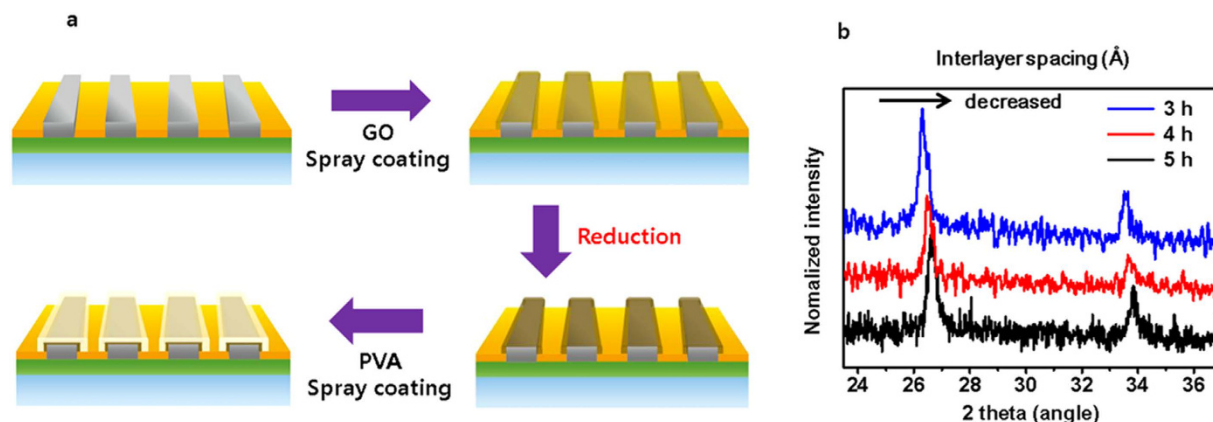 a
GO
Spray coating
Reduction
PVA
Spray coating
b
Interlayer spacing (Å)
decreased
3 h
4 h
5 h
Nomalized intensity
24 26 28 30 32 34 36
2 theta (angle)